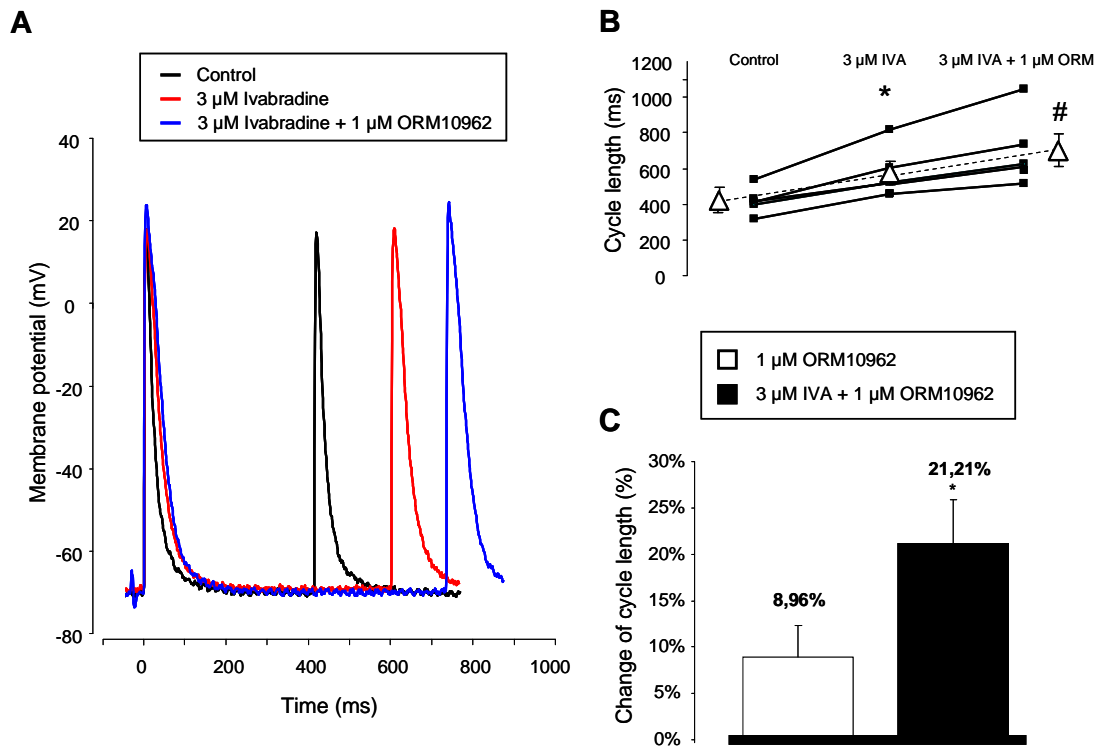 A
Control
3 µM Ivabradine
3 µM Ivabradine + 1 µM ORM10962
40
20
0
-20
-40
-60
-80
Membrane potential (mV)
0 200 400 600 800 1000
Time (ms)
B
Control 3 µM IVA 3 µM IVA + 1 µM ORM
*
#
1200
1000
800
600
400
200
0
Cycle length (ms)
1 µM ORM10962
3 µM IVA + 1 µM ORM10962
C
30%
25%
20%
15%
10%
5%
0%
Change of cycle length (%)
21,21%
*
8,96%